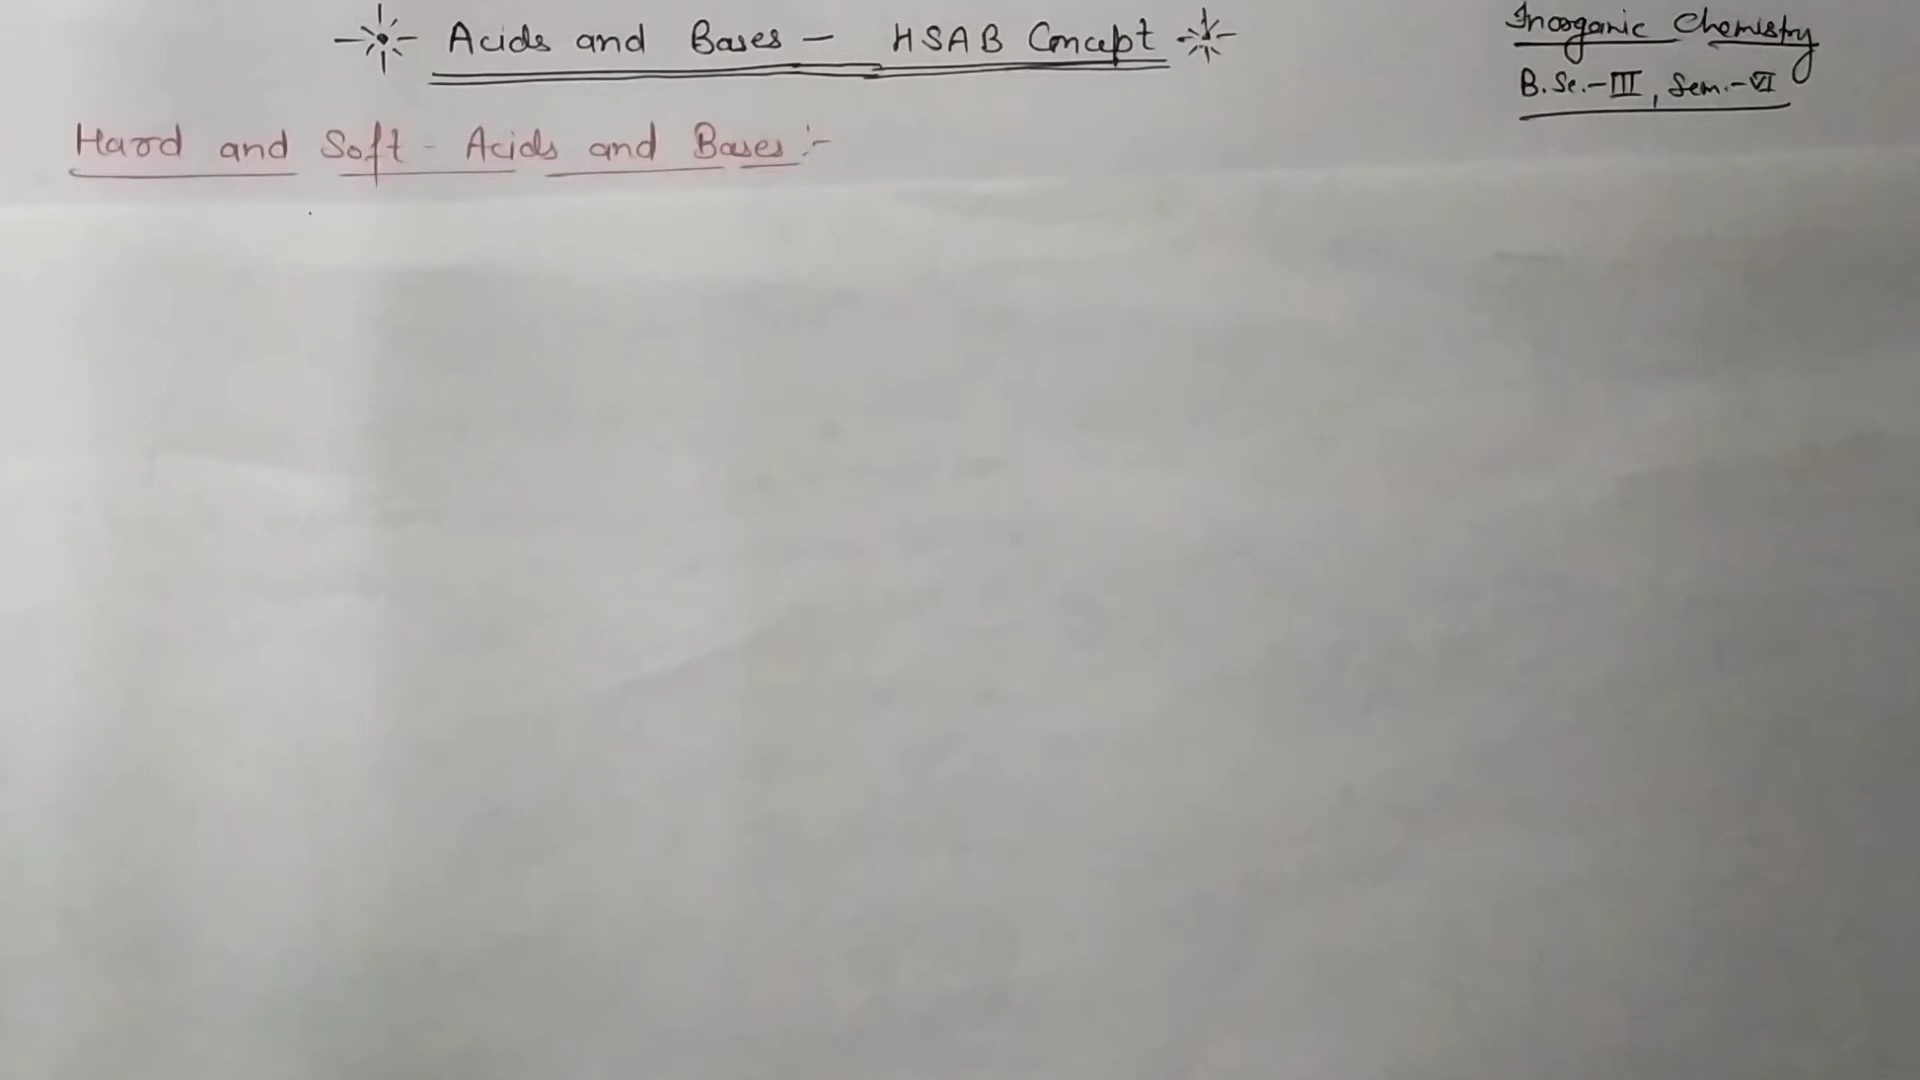 Acids and Bases - HSAB Concept
Inorganic Chemistry
B.Sc.-III, Sem.-VI
Hard and Soft - Acids and Bases :-